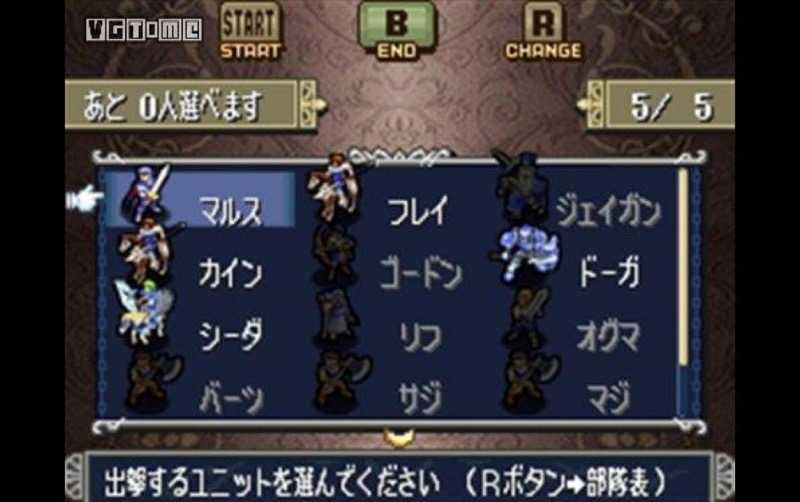 VGTIME
START B R
START END CHANGE
あと 0人選べます 5/ 5
マルス フレイ ジェイガン
カイン ゴードン ドーガ
シーダ リフ オグマ
バーツ サジ マジ
出撃するユニットを選んでください (Rボタン➡部隊表)